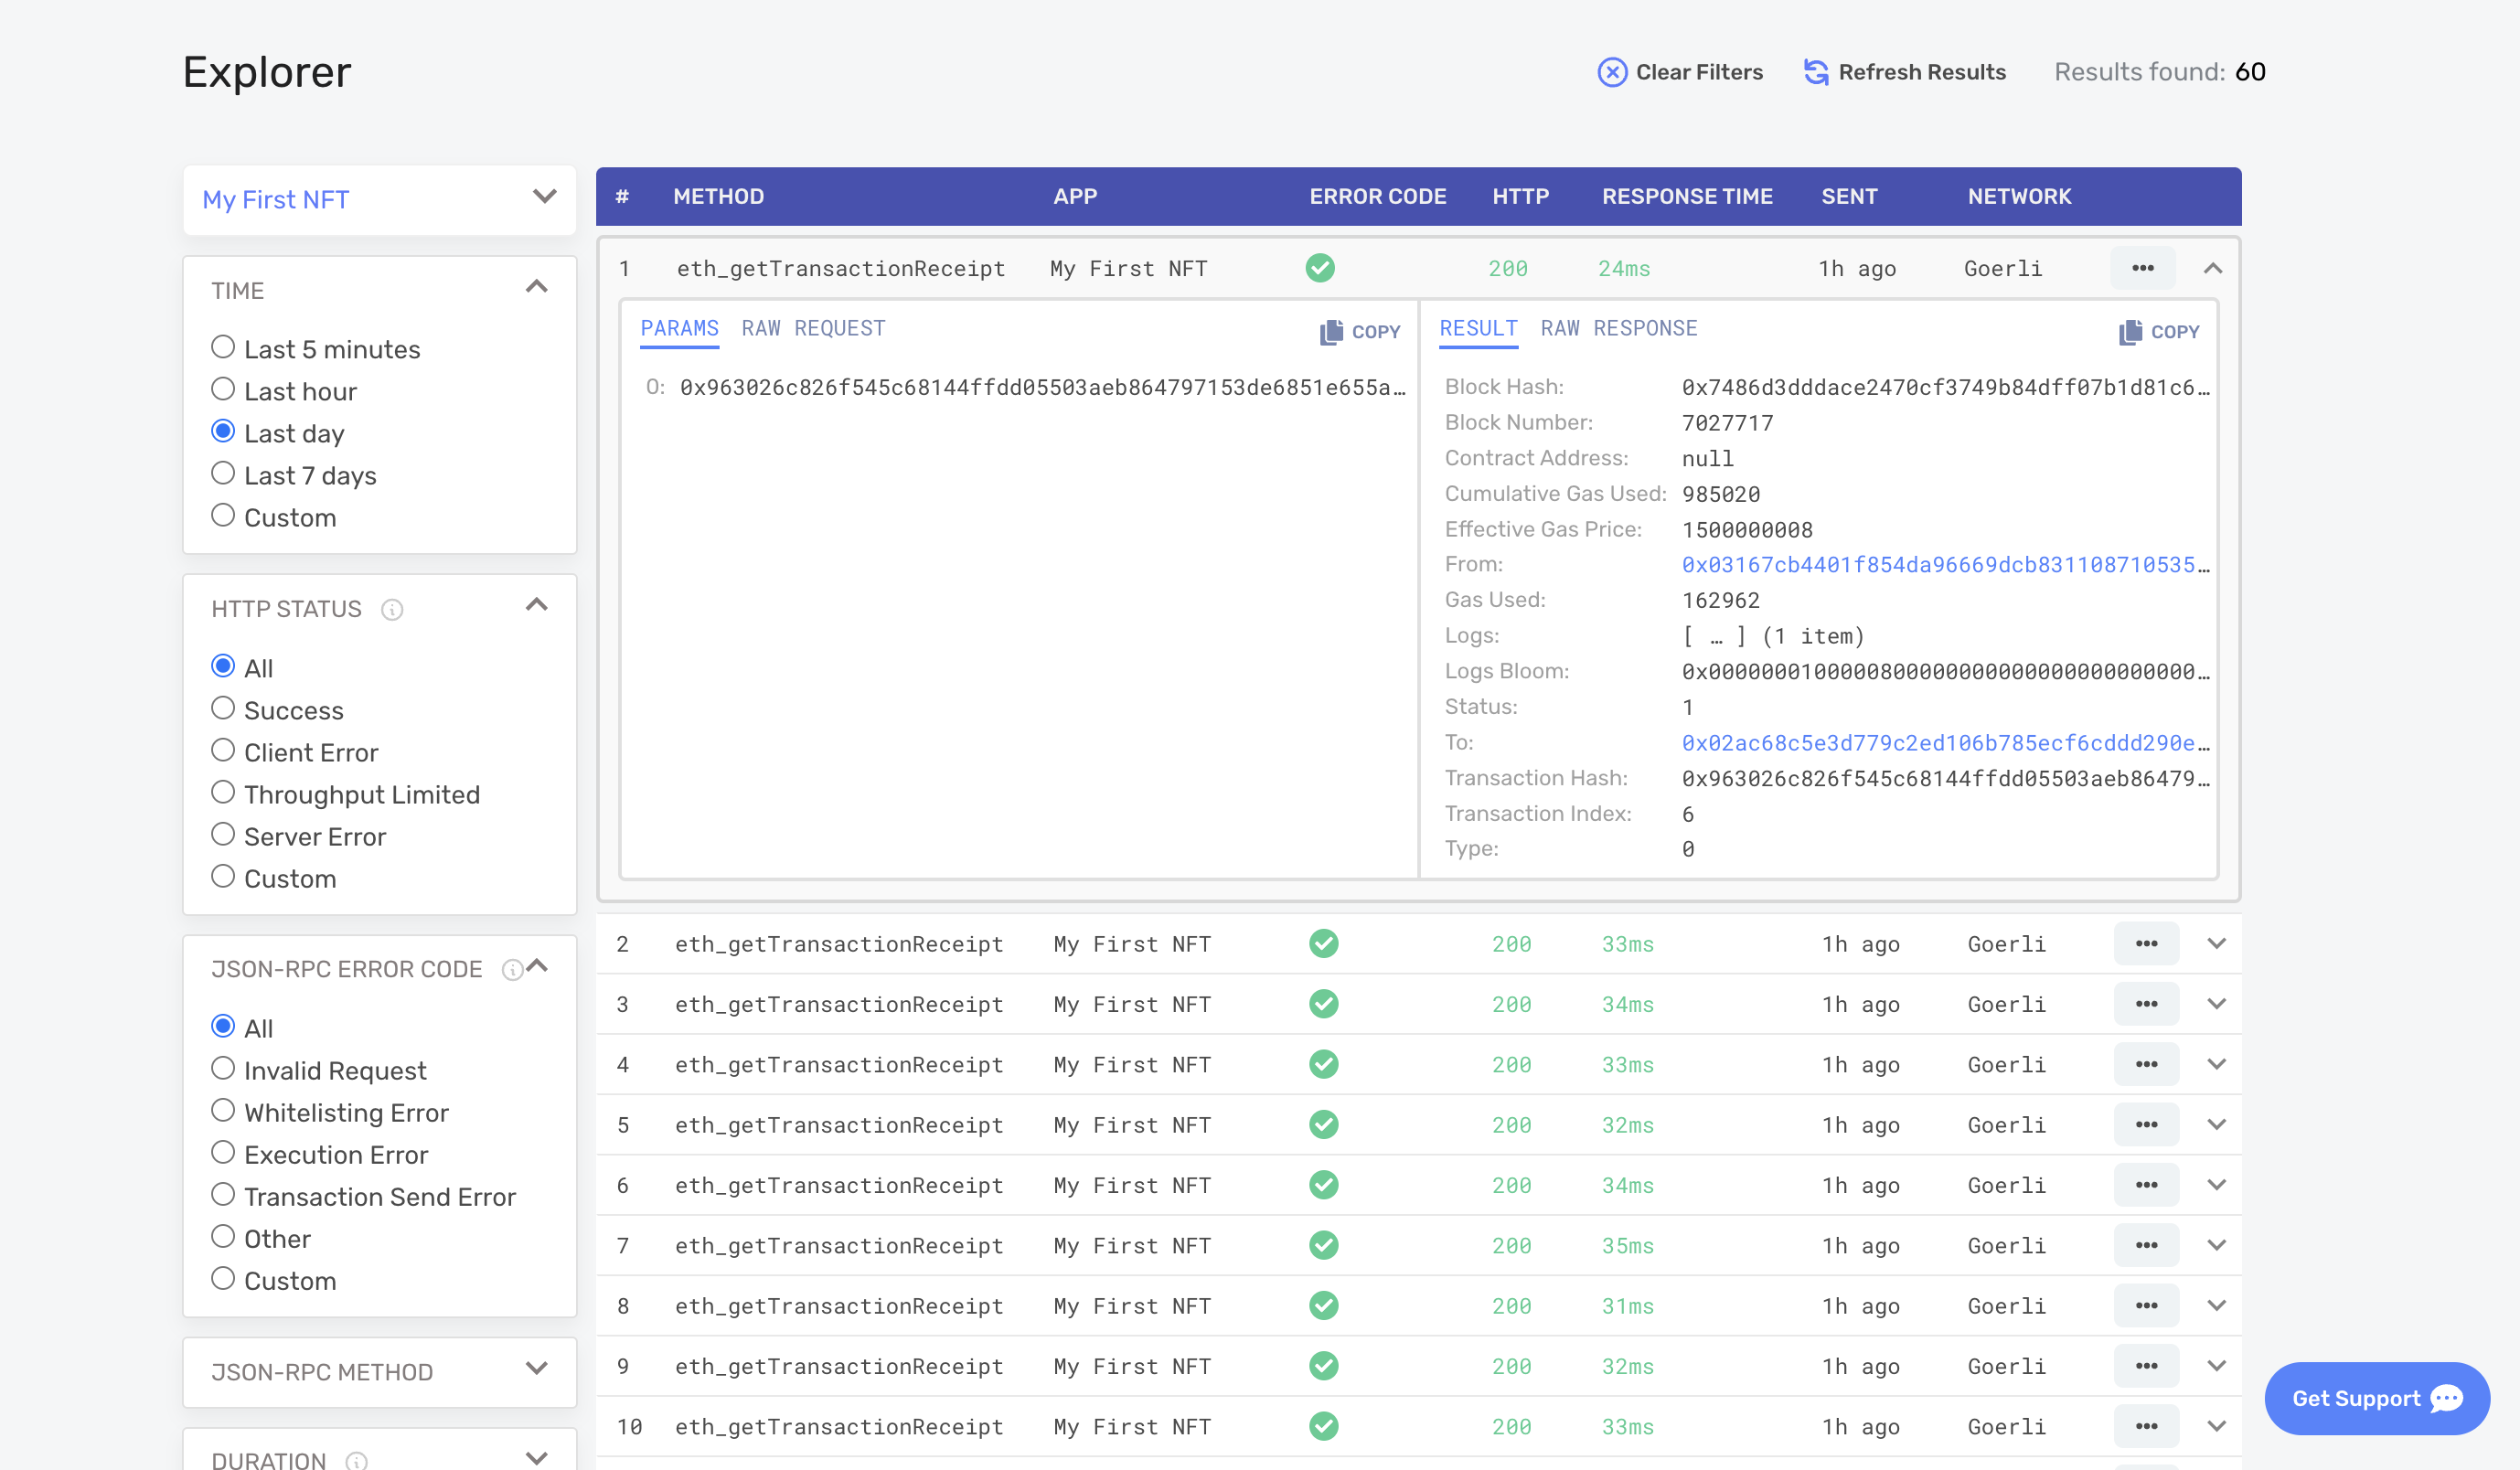 Explorer
Clear Filters Refresh Results Results found: 60
My First NFT
TIME
Last 5 minutes
Last hour
Last day
Last 7 days
Custom
HTTP STATUS
All
Success
Client Error
Throughput Limited
Server Error
Custom
JSON-RPC ERROR CODE
All
Invalid Request
Whitelisting Error
Execution Error
Transaction Send Error
Other
Custom
JSON-RPC METHOD
DURATION
# METHOD APP ERROR CODE HTTP RESPONSE TIME SENT NETWORK
1 eth_getTransactionReceipt My First NFT 200 24ms 1h ago Goerli
PARAMS RAW REQUEST COPY
0: 0x963026c826f545c68144ffdd05503aeb864797153de6851e655a…
RESULT RAW RESPONSE COPY
Block Hash: 0x7486d3dddace2470cf3749b84dff07b1d81c6…
Block Number: 7027717
Contract Address: null
Cumulative Gas Used: 985020
Effective Gas Price: 1500000008
From: 0x03167cb4401f854da96669dcb831108710535…
Gas Used: 162962
Logs: [ … ] (1 item)
Logs Bloom: 0x0000000100000800000000000000000000000…
Status: 1
To: 0x02ac68c5e3d779c2ed106b785ecf6cddd290e…
Transaction Hash: 0x963026c826f545c68144ffdd05503aeb86479…
Transaction Index: 6
Type: 0
2 eth_getTransactionReceipt My First NFT 200 33ms 1h ago Goerli
3 eth_getTransactionReceipt My First NFT 200 34ms 1h ago Goerli
4 eth_getTransactionReceipt My First NFT 200 33ms 1h ago Goerli
5 eth_getTransactionReceipt My First NFT 200 32ms 1h ago Goerli
6 eth_getTransactionReceipt My First NFT 200 34ms 1h ago Goerli
7 eth_getTransactionReceipt My First NFT 200 35ms 1h ago Goerli
8 eth_getTransactionReceipt My First NFT 200 31ms 1h ago Goerli
9 eth_getTransactionReceipt My First NFT 200 32ms 1h ago Goerli
10 eth_getTransactionReceipt My First NFT 200 33ms 1h ago Goerli
Get Support